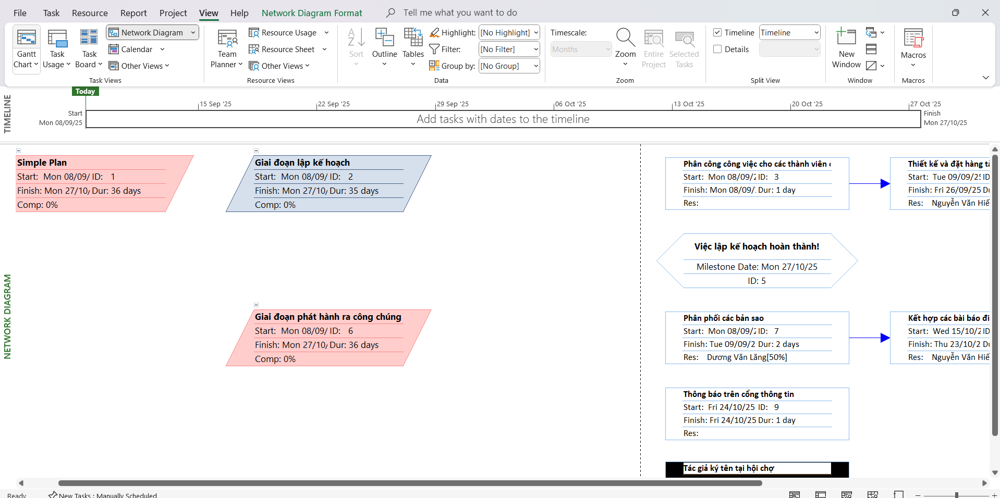 File Task Resource Report Project View Help Network Diagram Format Tell me what you want to do
Gantt Chart
Task Usage
Task Board
Network Diagram
Calendar
Other Views
Task Views
Team Planner
Resource Usage
Resource Sheet
Other Views
Resource Views
Sort
Outline
Tables
Highlight: [No Highlight]
Filter: [No Filter]
Group by: [No Group]
Data
Timescale:
Months
Zoom
Entire Project
Selected Tasks
Zoom
Timeline Timeline
Details
Split View
New Window
Window
Macros
Macros
TIMELINE
Today
15 Sep '25 22 Sep '25 29 Sep '25 06 Oct '25 13 Oct '25 20 Oct '25 27 Oct '25
Start
Mon 08/09/25
Add tasks with dates to the timeline
Finish
Mon 27/10/25
NETWORK DIAGRAM
Simple Plan
Start: Mon 08/09/ ID: 1
Finish: Mon 27/10/ Dur: 36 days
Comp: 0%
Giai đoạn lập kế hoạch
Start: Mon 08/09/ ID: 2
Finish: Mon 27/10/ Dur: 35 days
Comp: 0%
Phân công công việc cho các thành viên
Start: Mon 08/09/2 ID: 3
Finish: Mon 08/09/ Dur: 1 day
Res:
Thiết kế và đặt hàng
Start: Tue 09/09/25 ID
Finish: Fri 26/09/25
Res: Nguyễn Văn Hiế
Việc lập kế hoạch hoàn thành!
Milestone Date: Mon 27/10/25
ID: 5
Giai đoạn phát hành ra công chúng
Start: Mon 08/09/ ID: 6
Finish: Mon 27/10/ Dur: 36 days
Comp: 0%
Phân phối các bản sao
Start: Mon 08/09/2 ID: 7
Finish: Tue 09/09/2 Dur: 2 days
Res: Dương Văn Lãng[50%]
Kết hợp các bài báo đi
Start: Wed 15/10/2 ID
Finish: Thu 23/10/2
Res: Nguyễn Văn Hiế
Thông báo trên cổng thông tin
Start: Fri 24/10/25 ID: 9
Finish: Fri 24/10/25 Dur: 1 day
Res:
Tác giả ký tên tại hội chợ
Ready New Tasks : Manually Scheduled